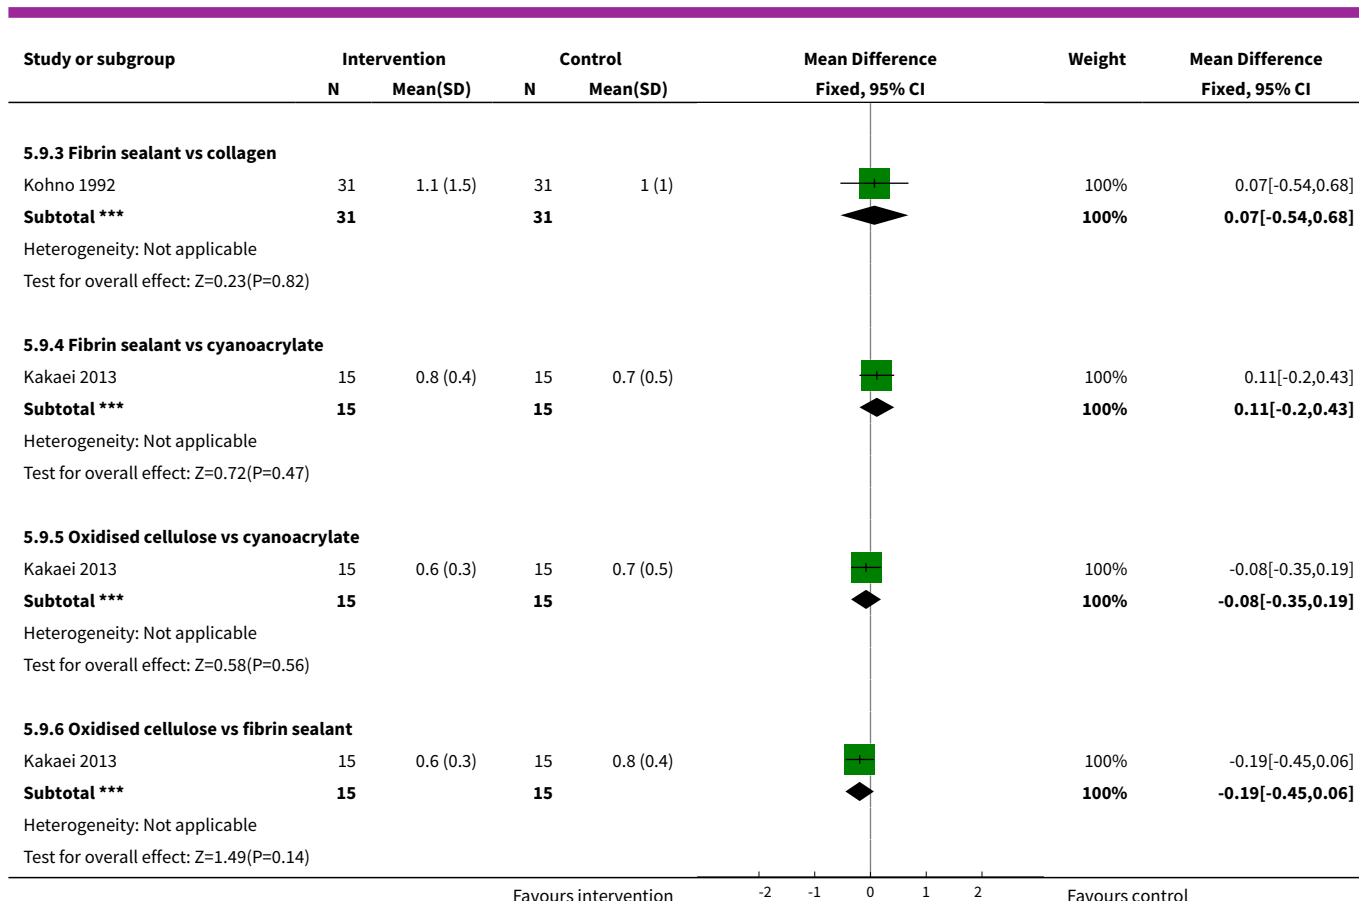 Study or subgroup Intervention Control Mean Difference Weight Mean Difference
N Mean(SD) N Mean(SD) Fixed, 95% CI Fixed, 95% CI
5.9.3 Fibrin sealant vs collagen
Kohno 1992 31 1.1 (1.5) 31 1 (1) 100% 0.07[-0.54,0.68]
Subtotal *** 31 31 100% 0.07[-0.54,0.68]
Heterogeneity: Not applicable
Test for overall effect: Z=0.23(P=0.82)
5.9.4 Fibrin sealant vs cyanoacrylate
Kakaei 2013 15 0.8 (0.4) 15 0.7 (0.5) 100% 0.11[-0.2,0.43]
Subtotal *** 15 15 100% 0.11[-0.2,0.43]
Heterogeneity: Not applicable
Test for overall effect: Z=0.72(P=0.47)
5.9.5 Oxidised cellulose vs cyanoacrylate
Kakaei 2013 15 0.6 (0.3) 15 0.7 (0.5) 100% -0.08[-0.35,0.19]
Subtotal *** 15 15 100% -0.08[-0.35,0.19]
Heterogeneity: Not applicable
Test for overall effect: Z=0.58(P=0.56)
5.9.6 Oxidised cellulose vs fibrin sealant
Kakaei 2013 15 0.6 (0.3) 15 0.8 (0.4) 100% -0.19[-0.45,0.06]
Subtotal *** 15 15 100% -0.19[-0.45,0.06]
Heterogeneity: Not applicable
Test for overall effect: Z=1.49(P=0.14)
Favours intervention -2 -1 0 1 2 Favours control